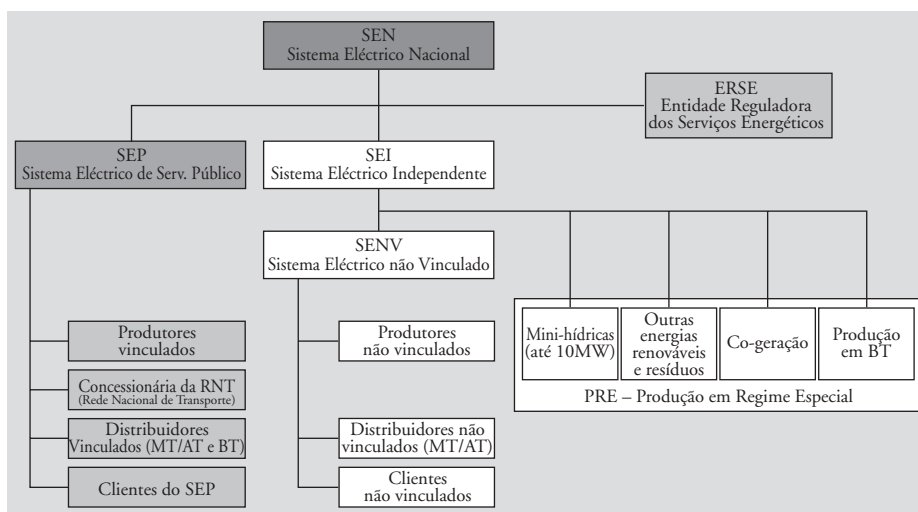 SEN
Sistema Eléctrico Nacional
ERSE
Entidade Reguladora
dos Serviços Energéticos
SEP
Sistema Eléctrico de Serv. Público
SEI
Sistema Eléctrico Independente
SENV
Sistema Eléctrico não Vinculado
Produtores
vinculados
Concessionária da RNT
(Rede Nacional de Transporte)
Distribuidores
Vinculados (MT/AT e BT)
Clientes do SEP
Produtores
não vinculados
Distribuidores não
vinculados (MT/AT)
Clientes
não vinculados
Mini-hídricas
(até 10MW)
Outras
energias
renováveis
e resíduos
Co-geração
Produção
em BT
PRE – Produção em Regime Especial